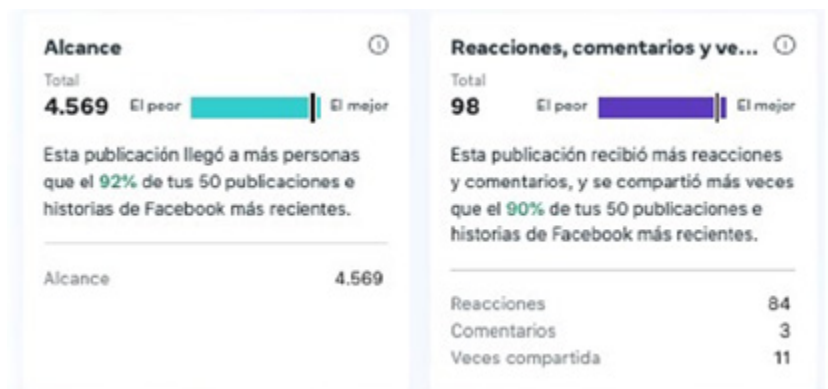 Alcance
Total
4.569 El peor El mejor
Esta publicación llegó a más personas
que el 92% de tus 50 publicaciones e
historias de Facebook más recientes.
Alcance 4.569
Reacciones, comentarios y ve...
Total
98 El peor El mejor
Esta publicación recibió más reacciones
y comentarios, y se compartió más veces
que el 90% de tus 50 publicaciones e
historias de Facebook más recientes.
Reacciones 84
Comentarios 3
Veces compartida 11